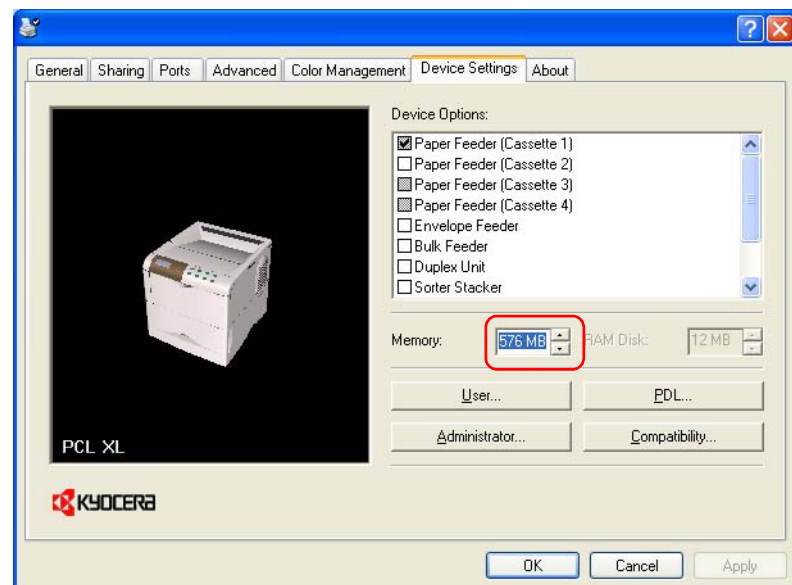 General Sharing Ports Advanced Color Management Device Settings About
Device Options:
Paper Feeder (Cassette 1)
Paper Feeder (Cassette 2)
Paper Feeder (Cassette 3)
Paper Feeder (Cassette 4)
Envelope Feeder
Bulk Feeder
Duplex Unit
Sorter Stacker
Memory: 576 MB RAM Disk: 12 MB
User... PDL...
Administrator... Compatibility...
PCL XL
KYOCERA
OK Cancel Apply